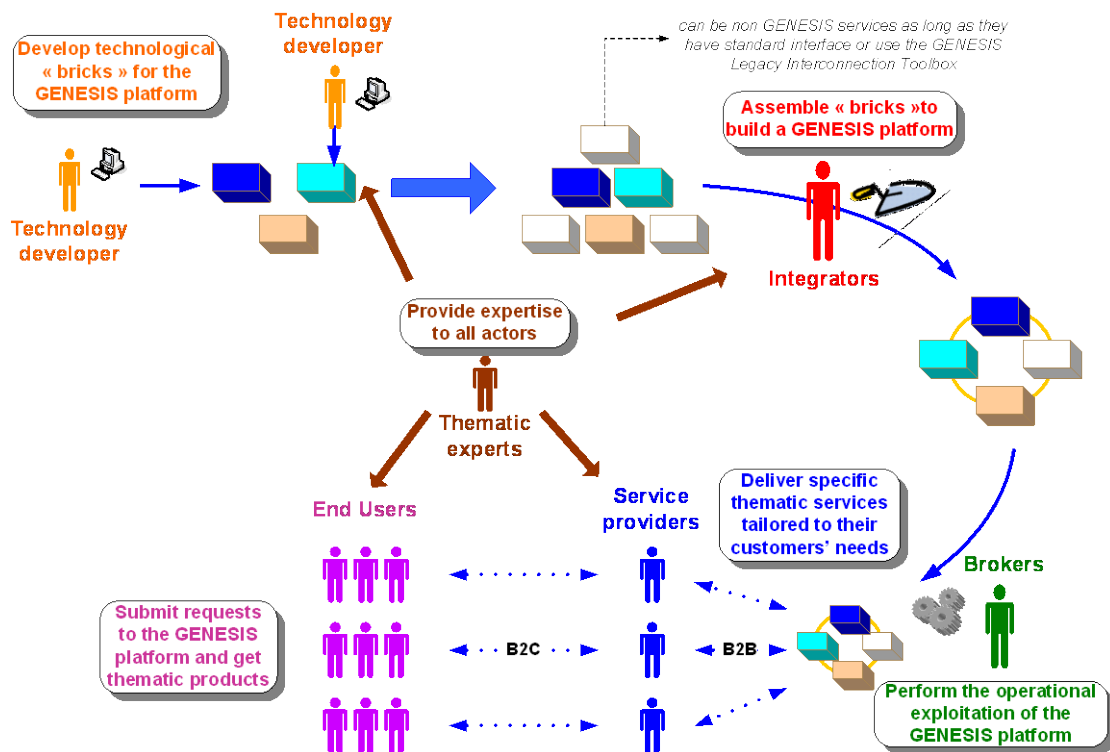 Technology
developer
Develop technological
« bricks » for the
GENESIS platform
can be non GENESIS services as long as they
have standard interface or use the GENESIS
Legacy Interconnection Toolbox
Assemble « bricks »to
build a GENESIS platform
Technology
developer
Integrators
Provide expertise
to all actors
Thematic
experts
End Users
Service
providers
Deliver specific
thematic services
tailored to their
customers' needs
Brokers
Submit requests
to the GENESIS
platform and get
thematic products
B2C
B2B
Perform the operational
exploitation of the
GENESIS platform